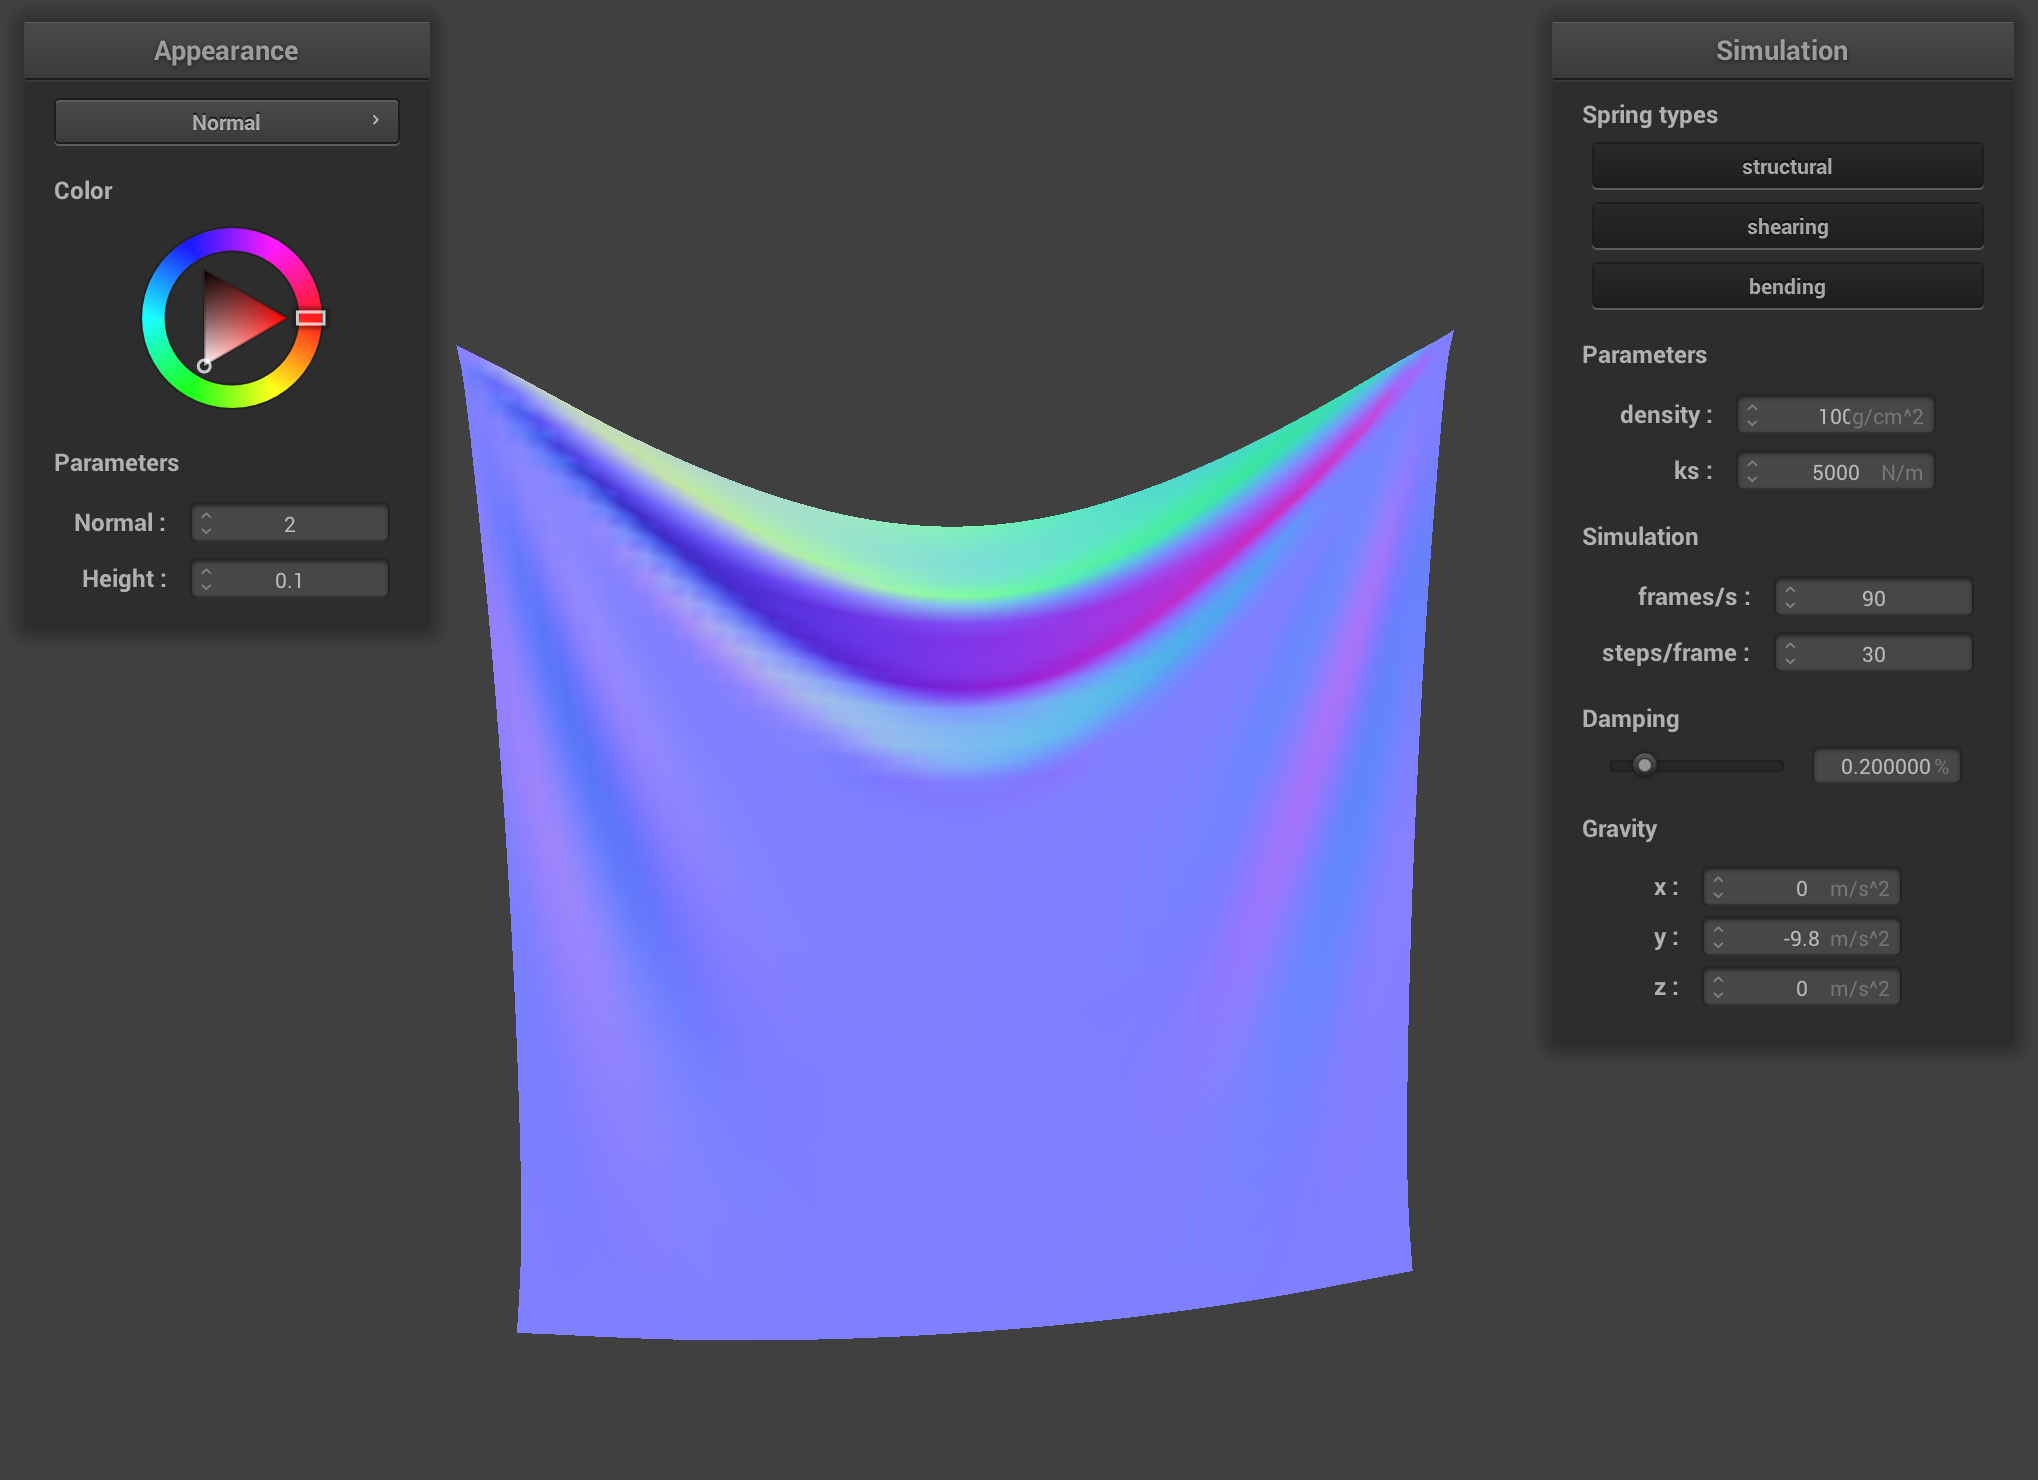 Appearance
Normal
Color
Parameters
Normal : 2
Height : 0.1
Simulation
Spring types
structural
shearing
bending
Parameters
density : 100 g/cm^2
ks : 5000 N/m
Simulation
frames/s : 90
steps/frame : 30
Damping
0.200000 %
Gravity
x : 0 m/s^2
y : -9.8 m/s^2
z : 0 m/s^2